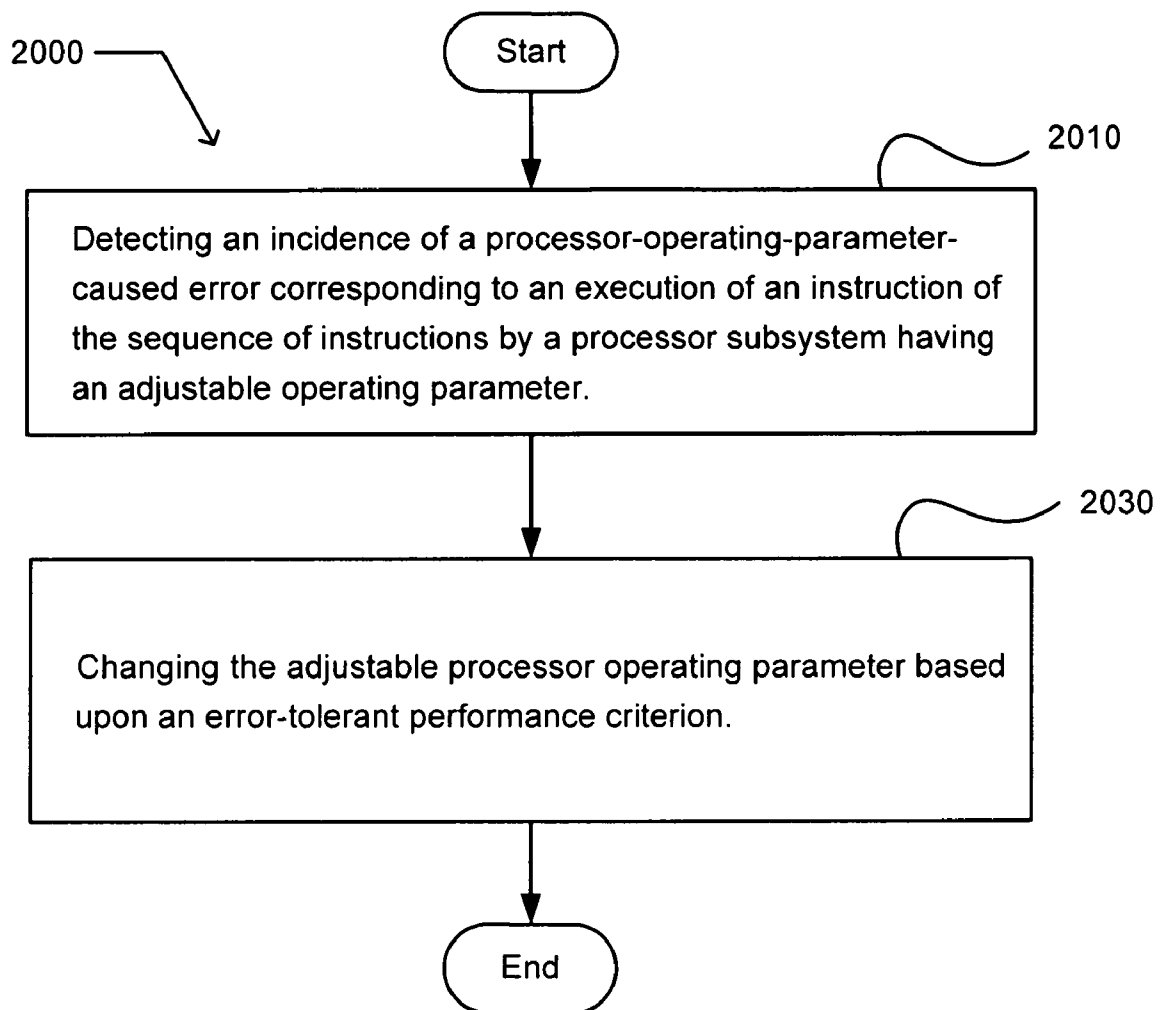 2000
Start
2010
Detecting an incidence of a processor-operating-parameter-
caused error corresponding to an execution of an instruction of
the sequence of instructions by a processor subsystem having
an adjustable operating parameter.
2030
Changing the adjustable processor operating parameter based
upon an error-tolerant performance criterion.
End